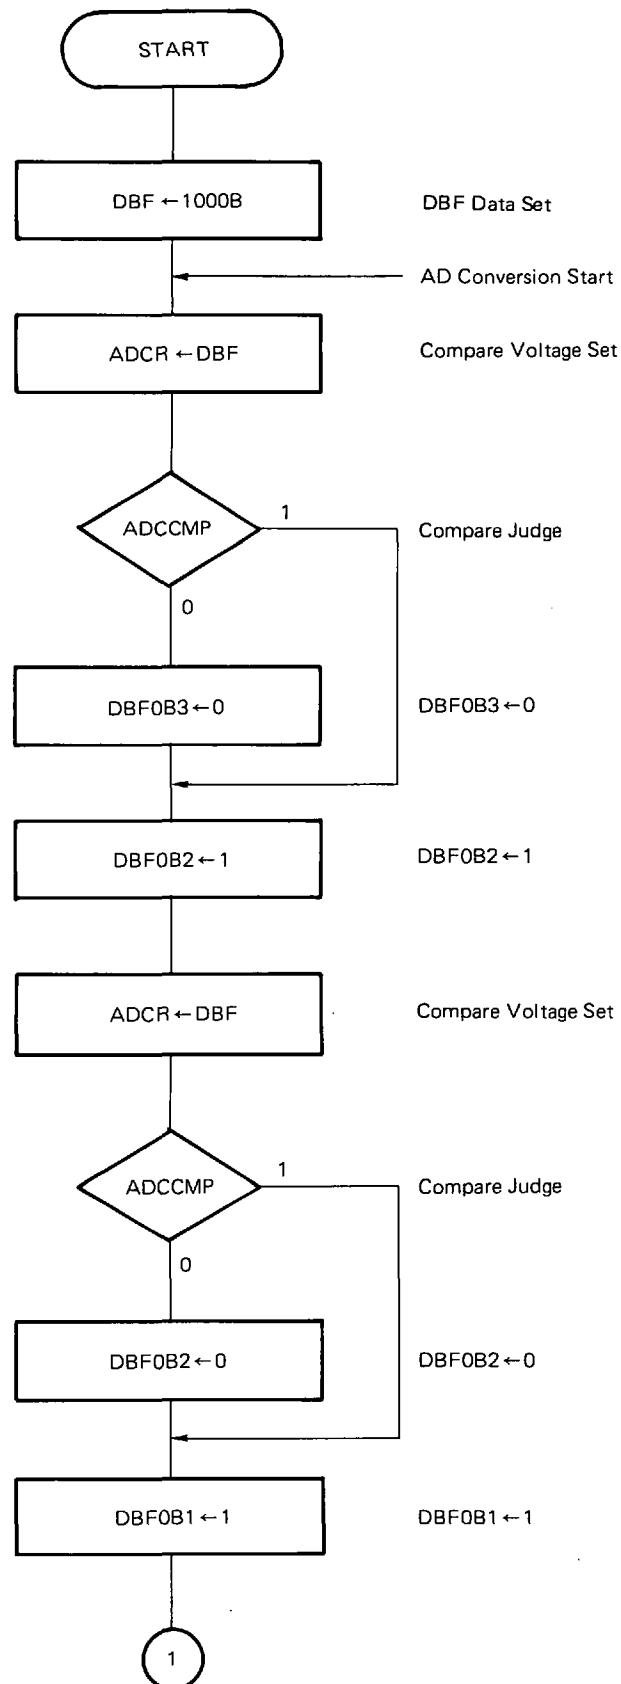 START
DBF ← 1000B
DBF Data Set
AD Conversion Start
ADCR ← DBF
Compare Voltage Set
ADCCMP
1
Compare Judge
0
DBF0B3 ← 0
DBF0B3 ← 0
DBF0B2 ← 1
DBF0B2 ← 1
ADCR ← DBF
Compare Voltage Set
ADCCMP
1
Compare Judge
0
DBF0B2 ← 0
DBF0B2 ← 0
DBF0B1 ← 1
DBF0B1 ← 1
1